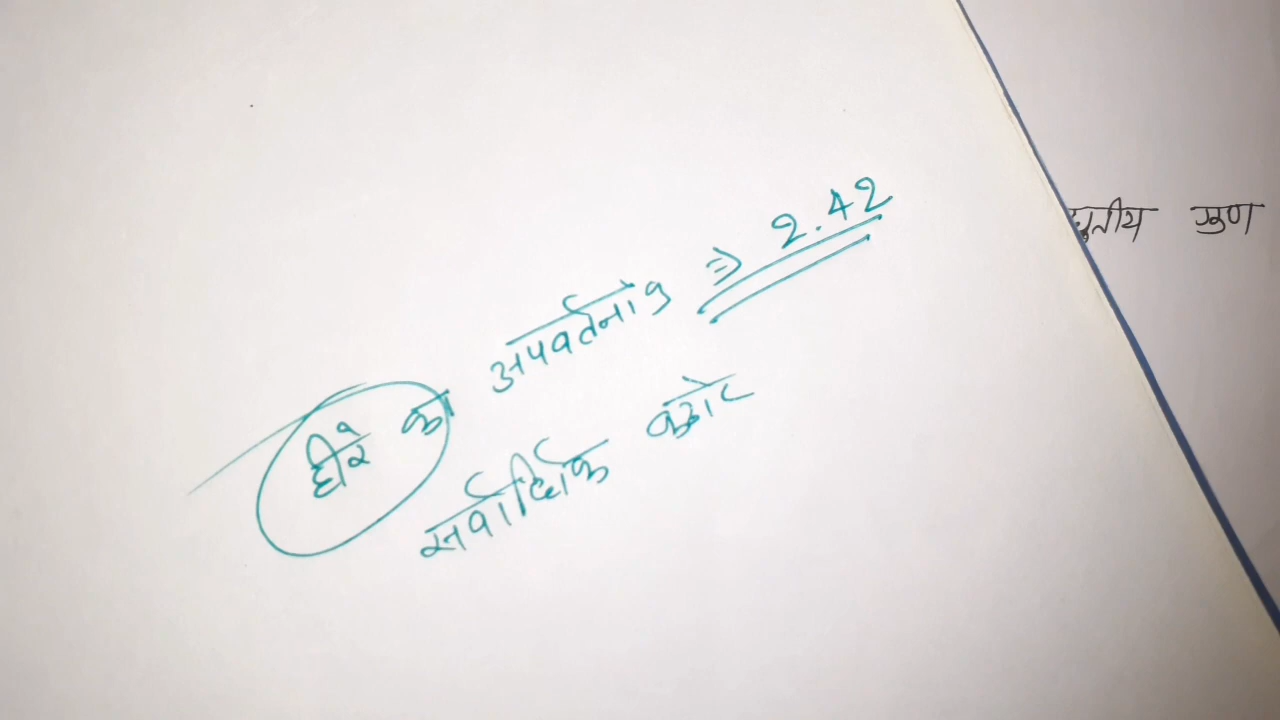 हीरे का अपवर्तनांक ⇒ 2.42
सर्वाधिक कठोर
गुण